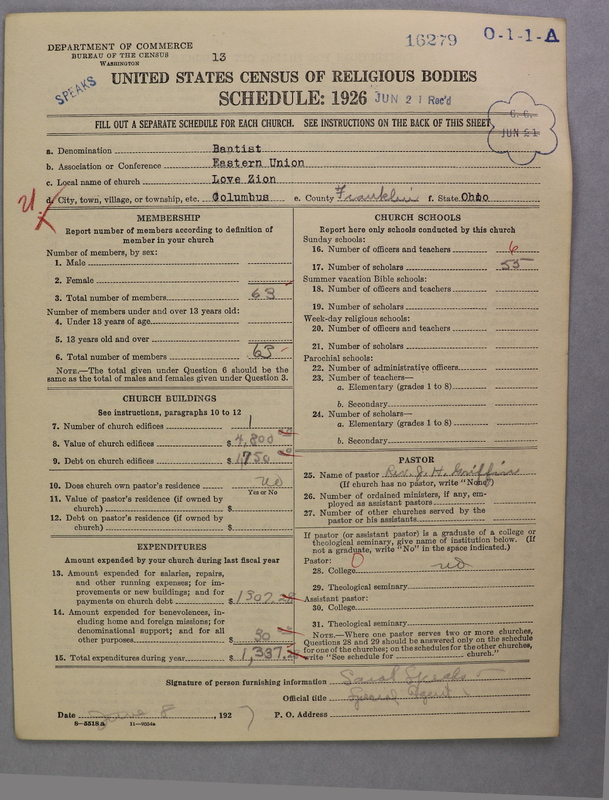 DEPARTMENT OF COMMERCE
BUREAU OF THE CENSUS
WASHINGTON
13
16279
O-1-1-A
SPEAKS
UNITED STATES CENSUS OF RELIGIOUS BODIES
SCHEDULE: 1926
JUN 21 Rec'd
C. C.
JUN 21
FILL OUT A SEPARATE SCHEDULE FOR EACH CHURCH. SEE INSTRUCTIONS ON THE BACK OF THIS SHEET
a. Denomination Baptist
b. Association or Conference Eastern Union
c. Local name of church Love Zion
d. City, town, village, or township, etc. Columbus e. County Franklin f. State Ohio
MEMBERSHIP
Report number of members according to definition of
member in your church
Number of members, by sex:
1. Male
2. Female
3. Total number of members 63
Number of members under and over 13 years old:
4. Under 13 years of age
5. 13 years old and over
6. Total number of members 63
NOTE.—The total given under Question 6 should be the
same as the total of males and females given under Question 3.
CHURCH BUILDINGS
See instructions, paragraphs 10 to 12
7. Number of church edifices 1
8. Value of church edifices $ 4,800
9. Debt on church edifices $ 1750
10. Does church own pastor's residence no
Yes or No
11. Value of pastor's residence (if owned by
church) $
12. Debt on pastor's residence (if owned by
church) $
EXPENDITURES
Amount expended by your church during last fiscal year
13. Amount expended for salaries, repairs,
and other running expenses; for im-
provements or new buildings; and for
payments on church debt $ 1307
14. Amount expended for benevolences, in-
cluding home and foreign missions; for
denominational support; and for all
other purposes $ 30
15. Total expenditures during year $ 1,337
CHURCH SCHOOLS
Report here only schools conducted by this church
Sunday schools:
16. Number of officers and teachers 6
17. Number of scholars 55
Summer vacation Bible schools:
18. Number of officers and teachers
19. Number of scholars
Week-day religious schools:
20. Number of officers and teachers
21. Number of scholars
Parochial schools:
22. Number of administrative officers
23. Number of teachers—
a. Elementary (grades 1 to 8)
b. Secondary
24. Number of scholars—
a. Elementary (grades 1 to 8)
b. Secondary
PASTOR
25. Name of pastor Rev. J. H. Griffin
(If church has no pastor, write "None")
26. Number of ordained ministers, if any, em-
ployed as assistant pastors
27. Number of other churches served by the
pastor or his assistants
If pastor (or assistant pastor) is a graduate of a college or
theological seminary, give name of institution below. (If
not a graduate, write "No" in the space indicated.)
Pastor:
28. College no
29. Theological seminary
Assistant pastor:
30. College
31. Theological seminary
NOTE.—Where one pastor serves two or more churches,
Questions 28 and 29 should be answered only on the schedule
for one of the churches; on the schedules for the other churches,
write "See schedule for church."
Signature of person furnishing information Sarah Speaks
Official title Special Agent
Date June 8, 1927 P. O. Address
8—5518a 11—9554a